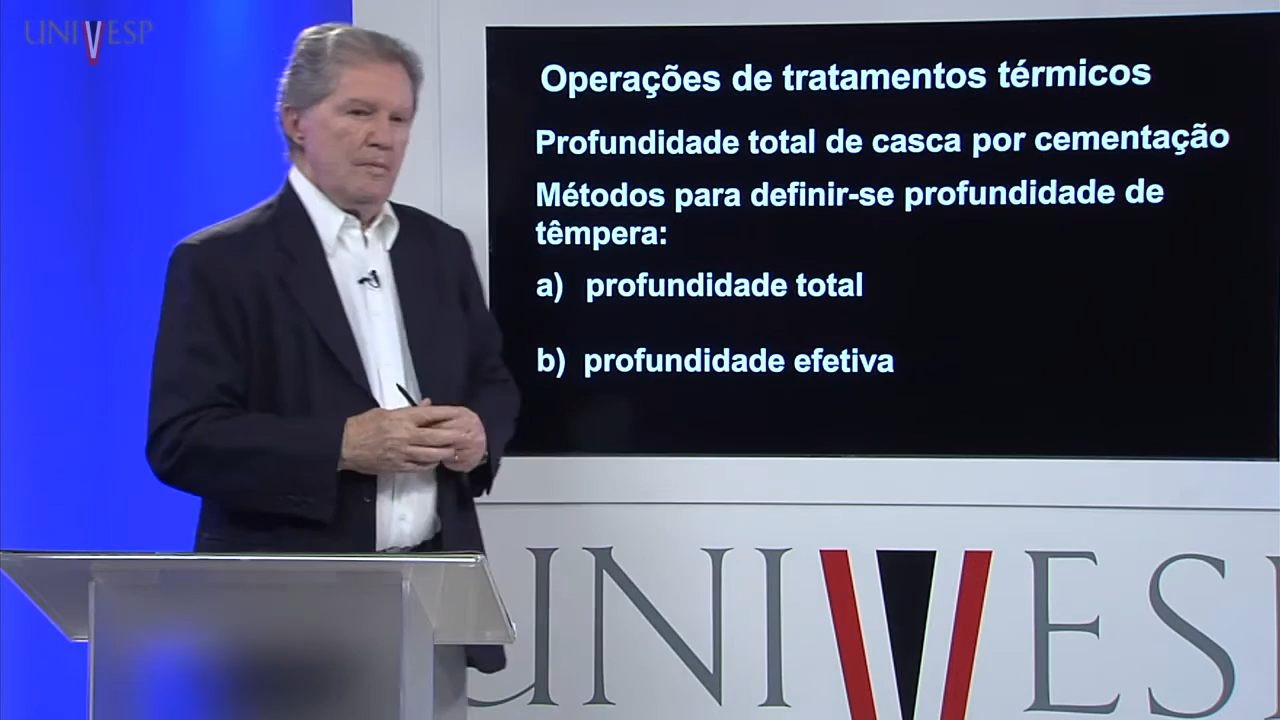 UNIVESP
Operações de tratamentos térmicos
Profundidade total de casca por cementação
Métodos para definir-se profundidade de
têmpera:
a) profundidade total
b) profundidade efetiva
UNIVESP